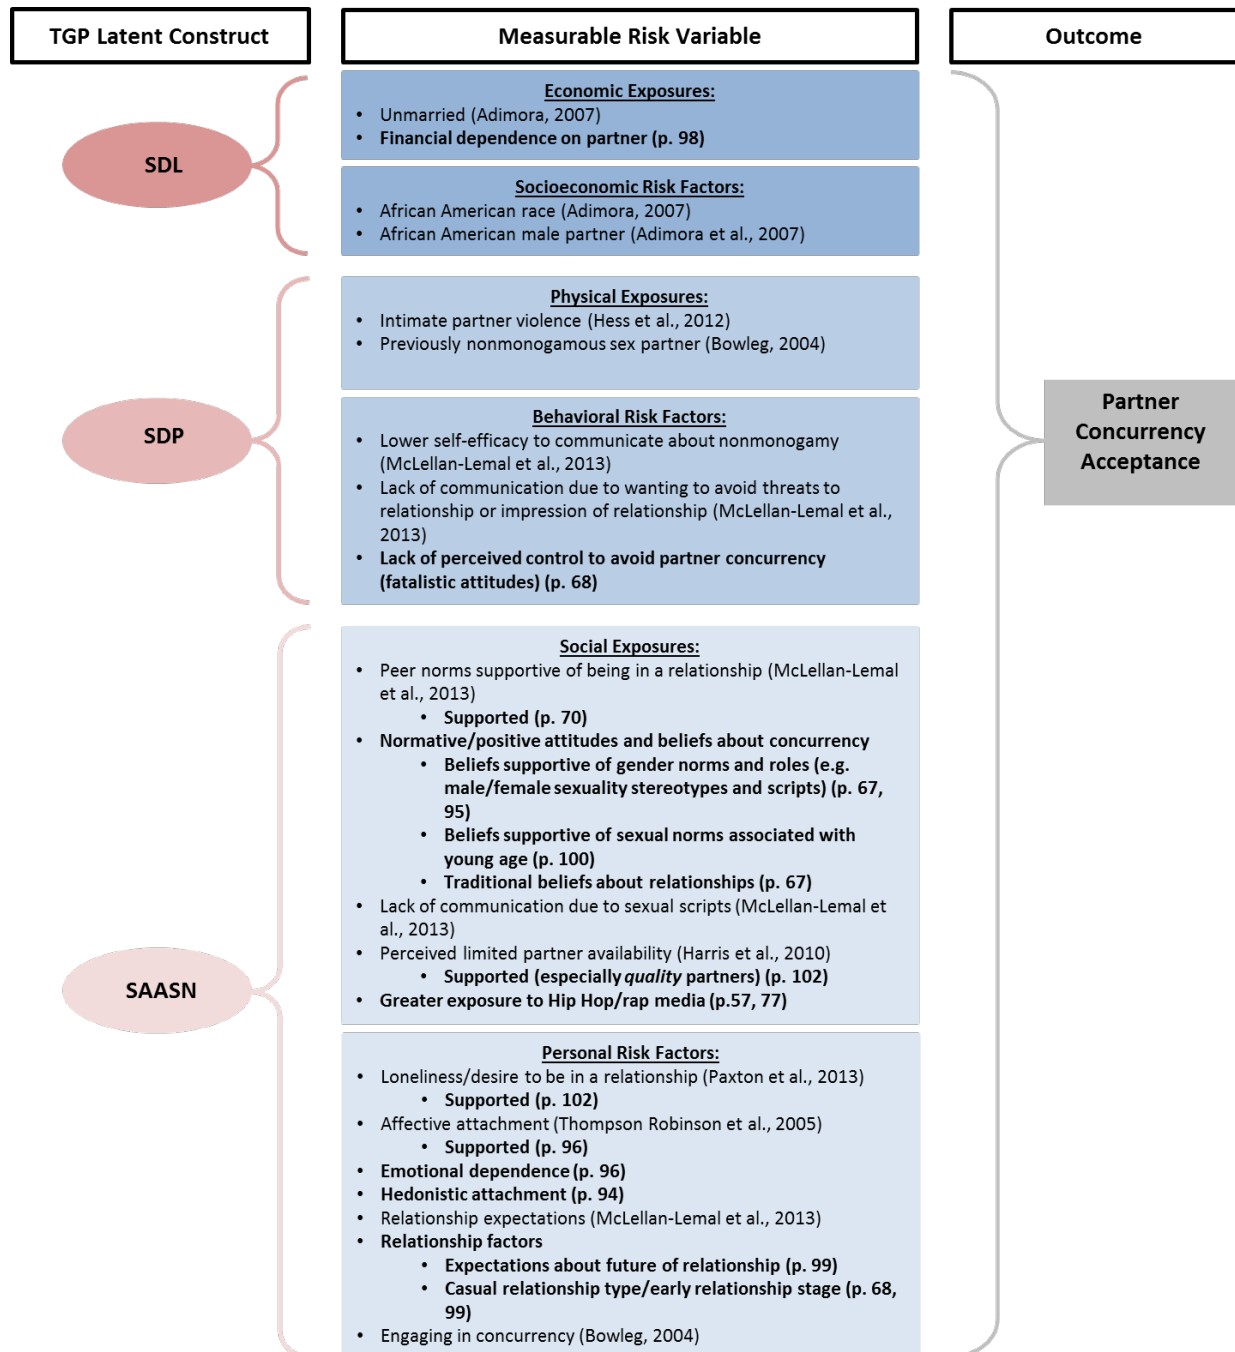 TGP Latent Construct
Measurable Risk Variable
Outcome
SDL
Economic Exposures:
• Unmarried (Adimora, 2007)
• Financial dependence on partner (p. 98)
Socioeconomic Risk Factors:
• African American race (Adimora, 2007)
• African American male partner (Adimora et al., 2007)
SDP
Physical Exposures:
• Intimate partner violence (Hess et al., 2012)
• Previously nonmonogamous sex partner (Bowleg, 2004)
Behavioral Risk Factors:
• Lower self-efficacy to communicate about nonmonogamy
(McLellan-Lemal et al., 2013)
• Lack of communication due to wanting to avoid threats to
relationship or impression of relationship (McLellan-Lemal et al.,
2013)
• Lack of perceived control to avoid partner concurrency
(fatalistic attitudes) (p. 68)
SAASN
Social Exposures:
• Peer norms supportive of being in a relationship (McLellan-Lemal
et al., 2013)
• Supported (p. 70)
• Normative/positive attitudes and beliefs about concurrency
• Beliefs supportive of gender norms and roles (e.g.
male/female sexuality stereotypes and scripts) (p. 67,
95)
• Beliefs supportive of sexual norms associated with
young age (p. 100)
• Traditional beliefs about relationships (p. 67)
• Lack of communication due to sexual scripts (McLellan-Lemal et
al., 2013)
• Perceived limited partner availability (Harris et al., 2010)
• Supported (especially quality partners) (p. 102)
• Greater exposure to Hip Hop/rap media (p.57, 77)
Personal Risk Factors:
• Loneliness/desire to be in a relationship (Paxton et al., 2013)
• Supported (p. 102)
• Affective attachment (Thompson Robinson et al., 2005)
• Supported (p. 96)
• Emotional dependence (p. 96)
• Hedonistic attachment (p. 94)
• Relationship expectations (McLellan-Lemal et al., 2013)
• Relationship factors
• Expectations about future of relationship (p. 99)
• Casual relationship type/early relationship stage (p. 68,
99)
• Engaging in concurrency (Bowleg, 2004)
Partner
Concurrency
Acceptance